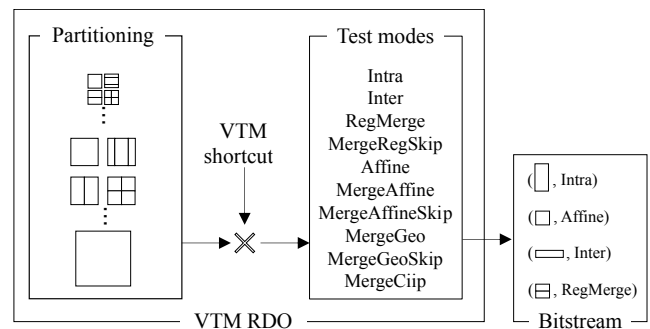 Partitioning
Test modes
VTM
shortcut
Intra
Inter
RegMerge
MergeRegSkip
Affine
MergeAffine
MergeAffineSkip
MergeGeo
MergeGeoSkip
MergeCiip
VTM RDO
( , Intra)
( , Affine)
( , Inter)
( , RegMerge)
Bitstream